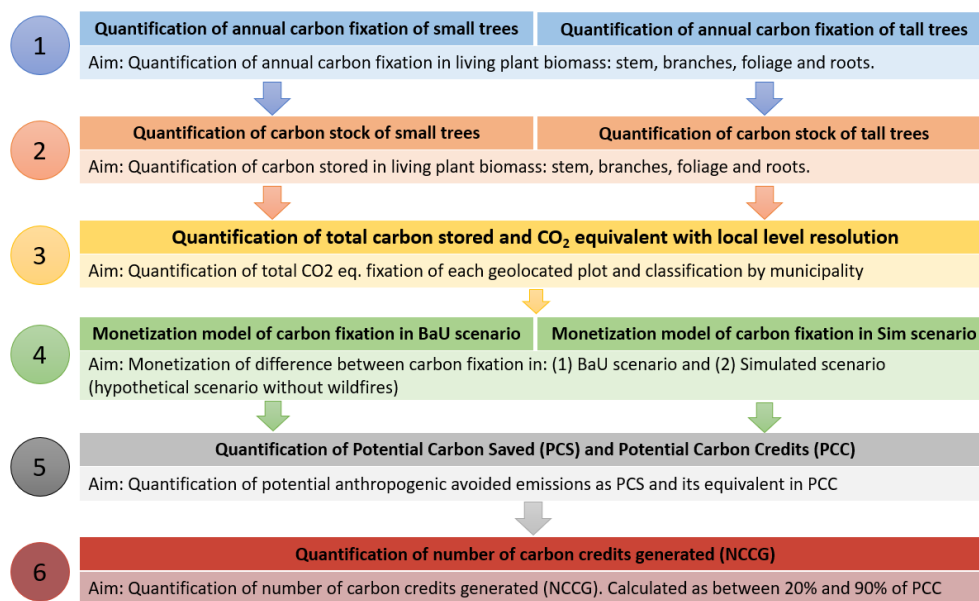 1
Quantification of annual carbon fixation of small trees
Quantification of annual carbon fixation of tall trees
Aim: Quantification of annual carbon fixation in living plant biomass: stem, branches, foliage and roots.
2
Quantification of carbon stock of small trees
Quantification of carbon stock of tall trees
Aim: Quantification of carbon stored in living plant biomass: stem, branches, foliage and roots.
3
Quantification of total carbon stored and CO₂ equivalent with local level resolution
Aim: Quantification of total CO2 eq. fixation of each geolocated plot and classification by municipality
4
Monetization model of carbon fixation in BaU scenario
Monetization model of carbon fixation in Sim scenario
Aim: Monetization of difference between carbon fixation in: (1) BaU scenario and (2) Simulated scenario
(hypothetical scenario without wildfires)
5
Quantification of Potential Carbon Saved (PCS) and Potential Carbon Credits (PCC)
Aim: Quantification of potential anthropogenic avoided emissions as PCS and its equivalent in PCC
6
Quantification of number of carbon credits generated (NCCG)
Aim: Quantification of number of carbon credits generated (NCCG). Calculated as between 20% and 90% of PCC